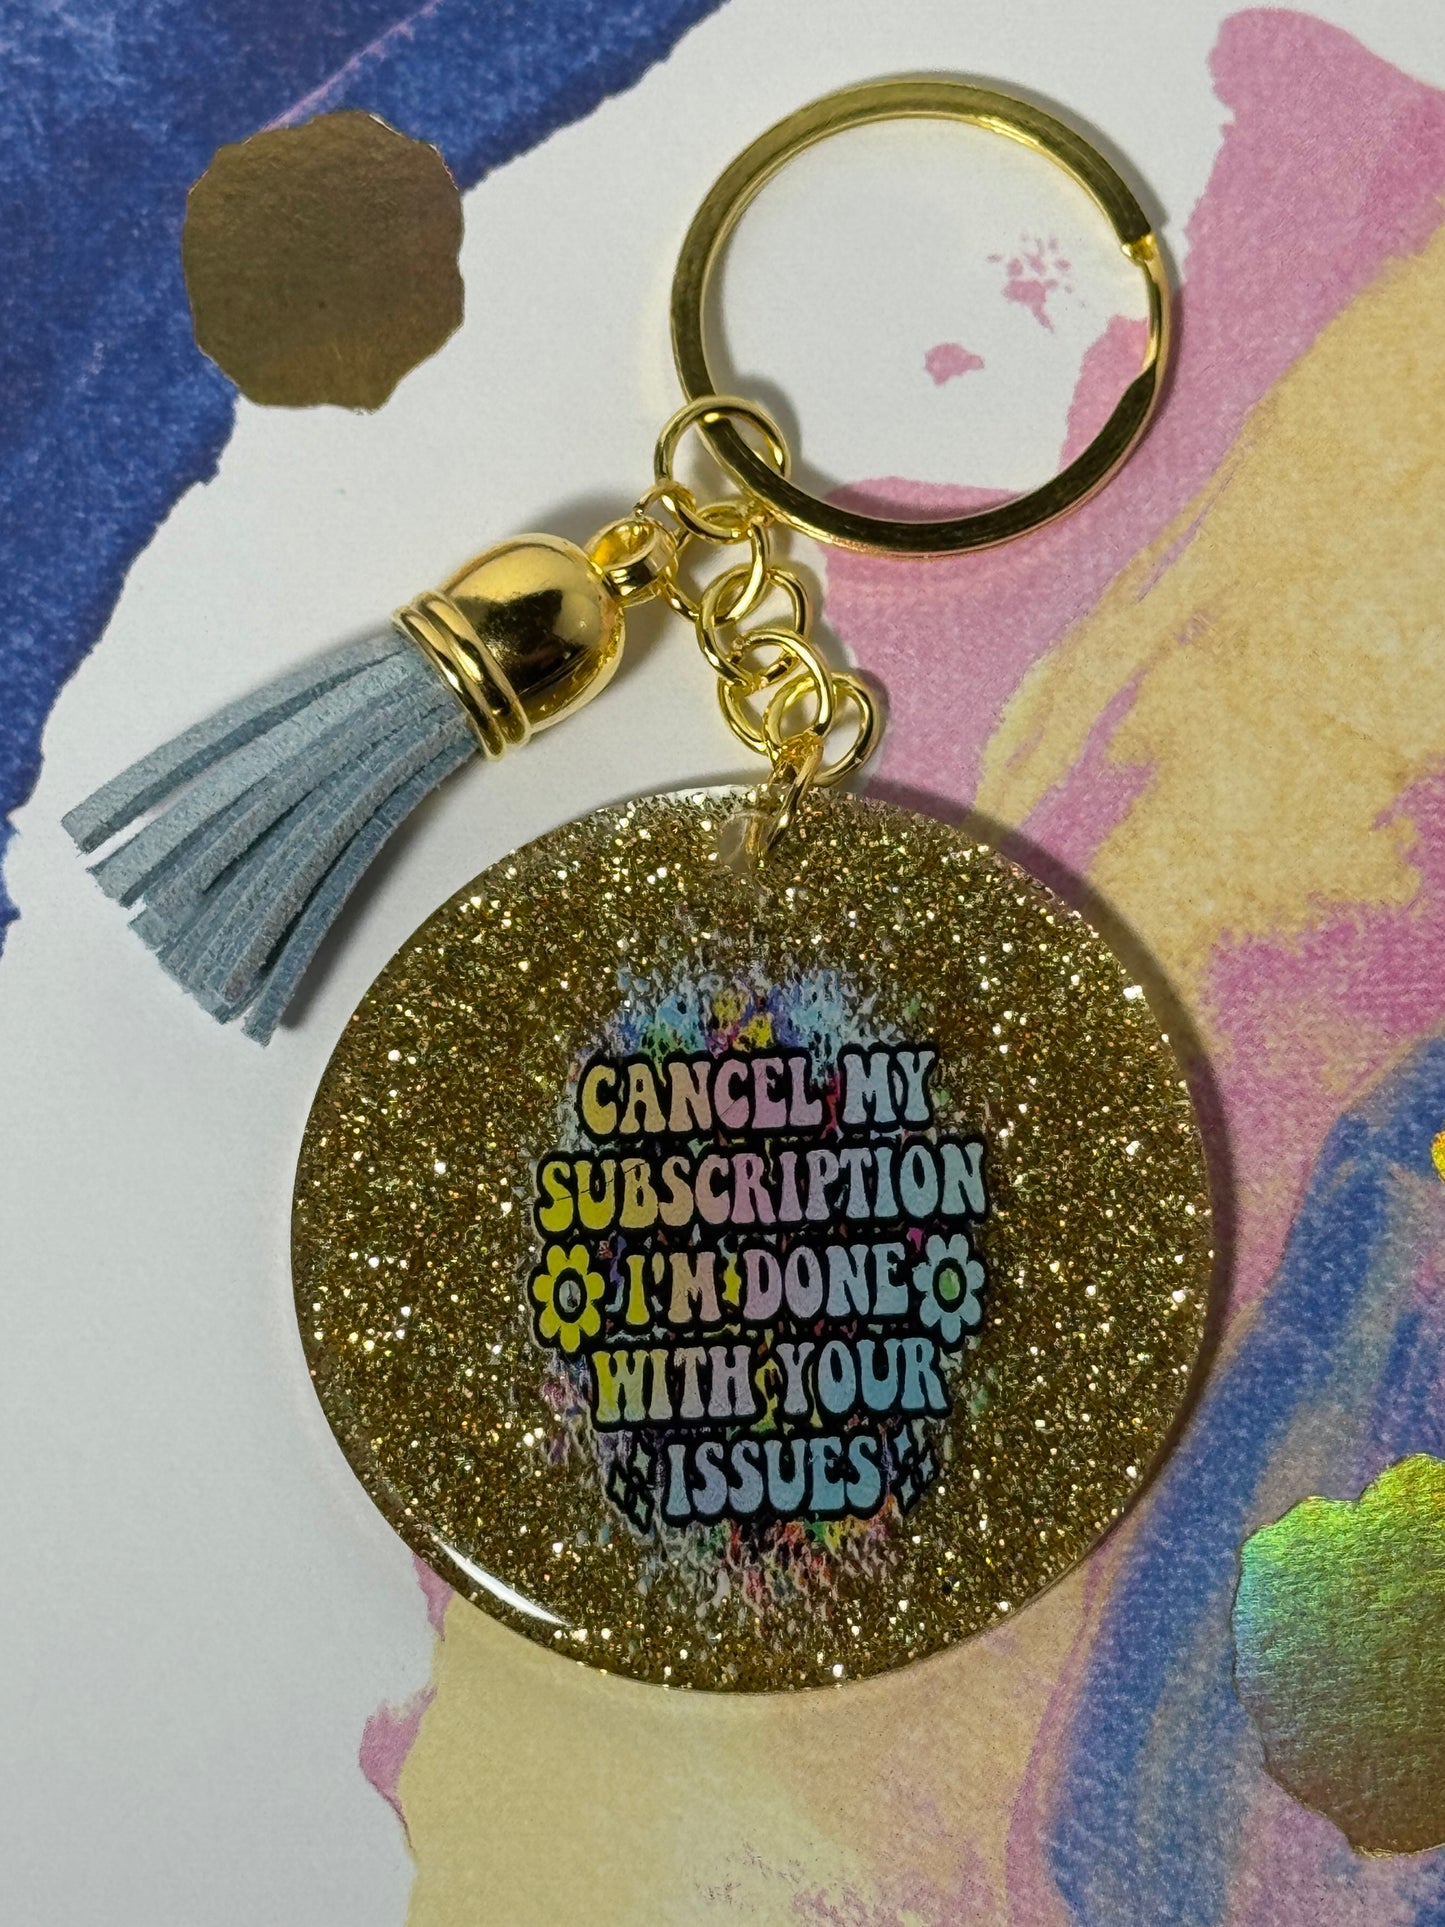 CANCEL MY
SUBSCRIPTION
I'M DONE
WITH YOUR
ISSUES